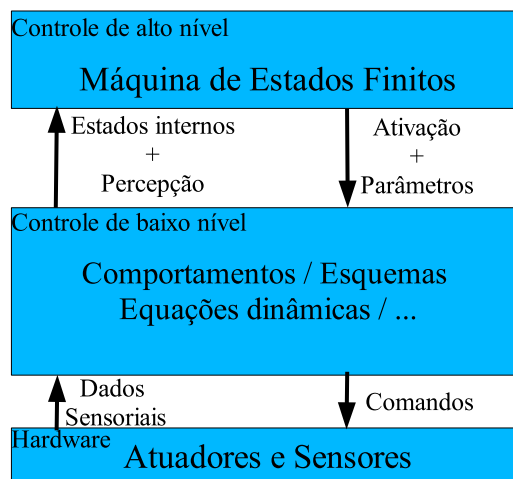 Controle de alto nível
Máquina de Estados Finitos
Estados internos
+
Percepção
Ativação
+
Parâmetros
Controle de baixo nível
Comportamentos / Esquemas
Equações dinâmicas / ...
Dados
Sensoriais
Comandos
Hardware
Atuadores e Sensores